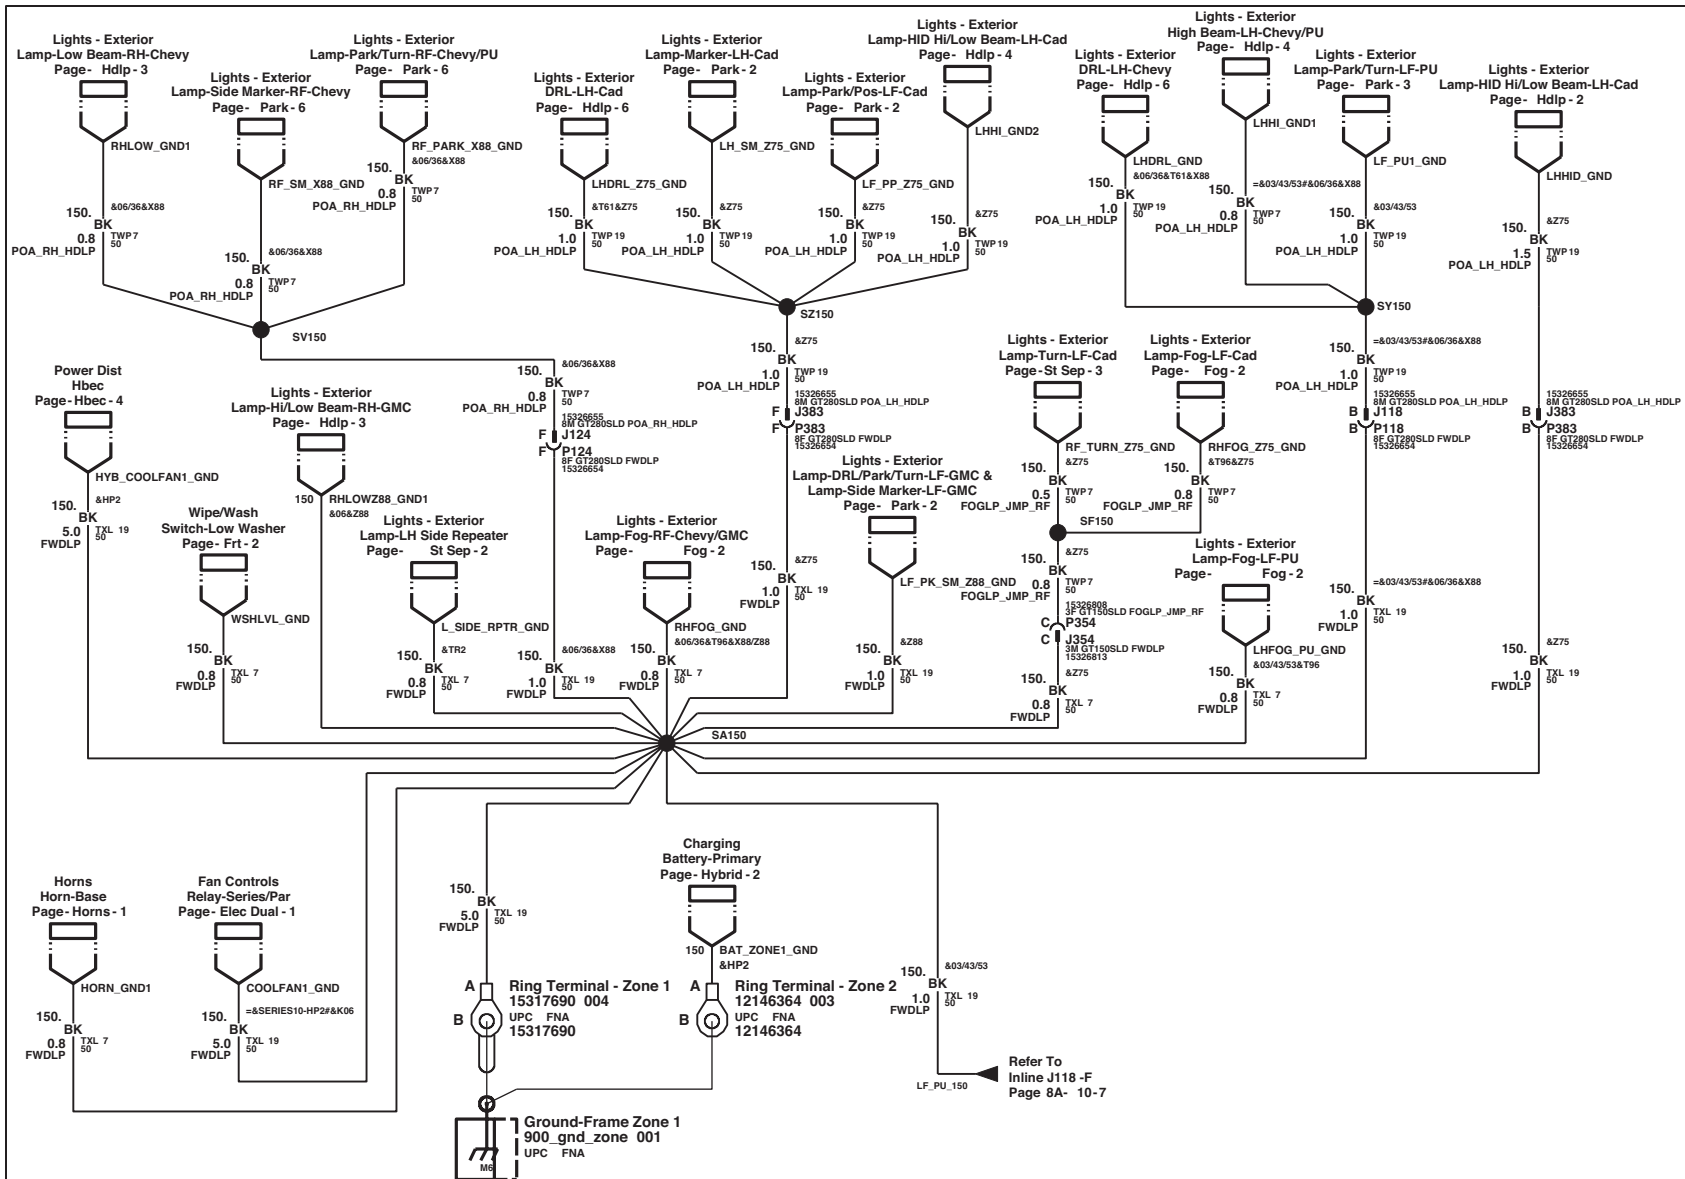 Lights - Exterior
Lamp-Low Beam-RH-Chevy
Page- Hdlp - 3
RHLOW_GND1
&06/36&X88
150.
BK
0.8
TWP 7
50
POA_RH_HDLP
Lights - Exterior
Lamp-Side Marker-RF-Chevy
Page- Park - 6
RF_SM_X88_GND
&06/36&X88
150.
BK
0.8
TWP 7
50
POA_RH_HDLP
Lights - Exterior
Lamp-Park/Turn-RF-Chevy/PU
Page- Park - 6
RF_PARK_X88_GND
&06/36&X88
150.
BK
0.8
TWP 7
50
POA_RH_HDLP
SV150
Lights - Exterior
DRL-LH-Cad
Page- Hdlp - 6
LHDRL_Z75_GND
&T61&Z75
150.
BK
1.0
TWP 19
50
POA_LH_HDLP
Lights - Exterior
Lamp-Marker-LH-Cad
Page- Park - 2
LH_SM_Z75_GND
&Z75
150.
BK
1.0
TWP 19
50
POA_LH_HDLP
Lights - Exterior
Lamp-Park/Pos-LF-Cad
Page- Park - 2
LF_PP_Z75_GND
&Z75
150.
BK
1.0
TWP 19
50
POA_LH_HDLP
Lights - Exterior
Lamp-HID Hi/Low Beam-LH-Cad
Page- Hdlp - 4
LHHI_GND2
&Z75
150.
BK
1.0
TWP 19
50
POA_LH_HDLP
SZ150
Lights - Exterior
DRL-LH-Chevy
Page- Hdlp - 6
LHDRL_GND
&06/36&T61&X88
150.
BK
1.0
TWP 19
50
POA_LH_HDLP
Lights - Exterior
High Beam-LH-Chevy/PU
Page- Hdlp - 4
LHHI_GND1
=&03/43/53#&06/36&X88
150.
BK
0.8
TWP 7
50
POA_LH_HDLP
Lights - Exterior
Lamp-Park/Turn-LF-PU
Page- Park - 3
LF_PU1_GND
&03/43/53
150.
BK
1.0
TWP 19
50
POA_LH_HDLP
SY150
Lights - Exterior
Lamp-HID Hi/Low Beam-LH-Cad
Page- Hdlp - 2
LHHID_GND
&Z75
150.
BK
1.5
TWP 19
50
POA_LH_HDLP
Power Dist
Hbec
Page- Hbec - 4
HYB_COOLFAN1_GND
&HP2
150.
BK
5.0
TXL 19
50
FWDLP
Wipe/Wash
Switch-Low Washer
Page- Frt - 2
WSHLVL_GND
150.
BK
0.8
TXL 7
50
FWDLP
Lights - Exterior
Lamp-Hi/Low Beam-RH-GMC
Page- Hdlp - 3
150
RHLOWZ88_GND1
&06&Z88
Lights - Exterior
Lamp-LH Side Repeater
Page- St Sep - 2
L_SIDE_RPTR_GND
&TR2
150.
BK
0.8
TXL 7
50
FWDLP
&06/36&X88
150.
BK
0.8
TWP 7
50
POA_RH_HDLP
15326655
8M GT280SLD POA_RH_HDLP
F J124
F P124
8F GT280SLD FWDLP
15326654
&06/36&X88
150.
BK
1.0
TXL 19
50
FWDLP
Lights - Exterior
Lamp-Fog-RF-Chevy/GMC
Page- Fog - 2
RHFOG_GND
&06/36&T96&X88/Z88
150.
BK
0.8
TXL 7
50
FWDLP
&Z75
150.
BK
1.0
TWP 19
50
POA_LH_HDLP
15326655
8M GT280SLD POA_LH_HDLP
F J383
F P383
8F GT280SLD FWDLP
15326654
&Z75
150.
BK
1.0
TXL 19
50
FWDLP
Lights - Exterior
Lamp-DRL/Park/Turn-LF-GMC &
Lamp-Side Marker-LF-GMC
Page- Park - 2
LF_PK_SM_Z88_GND
&Z88
150.
BK
1.0
TXL 19
50
FWDLP
Lights - Exterior
Lamp-Turn-LF-Cad
Page- St Sep - 3
RF_TURN_Z75_GND
&Z75
150.
BK
0.5
TWP 7
50
FOGLP_JMP_RF
Lights - Exterior
Lamp-Fog-LF-Cad
Page- Fog - 2
RHFOG_Z75_GND
&T96&Z75
150.
BK
0.8
TWP 7
50
FOGLP_JMP_RF
SF150
&Z75
150.
BK
0.8
TWP 7
50
FOGLP_JMP_RF
15326808
3F GT150SLD FOGLP_JMP_RF
C P354
C J354
3M GT150SLD FWDLP
15326813
&Z75
150.
BK
0.8
TXL 7
50
FWDLP
Lights - Exterior
Lamp-Fog-LF-PU
Page- Fog - 2
LHFOG_PU_GND
&03/43/53&T96
150.
BK
0.8
TXL 7
50
FWDLP
=&03/43/53#&06/36&X88
150.
BK
1.0
TWP 19
50
POA_LH_HDLP
15326655
8M GT280SLD POA_LH_HDLP
B J118
B P118
8F GT280SLD FWDLP
15326654
=&03/43/53#&06/36&X88
150.
BK
1.0
TXL 19
50
FWDLP
15326655
8M GT280SLD POA_LH_HDLP
B J383
B P383
8F GT280SLD FWDLP
15326654
&Z75
150.
BK
1.0
TXL 19
50
FWDLP
SA150
Horns
Horn-Base
Page- Horns - 1
HORN_GND1
150.
BK
0.8
TXL 7
50
FWDLP
Fan Controls
Relay-Series/Par
Page- Elec Dual - 1
COOLFAN1_GND
=&SERIES10-HP2#&K06
150.
BK
5.0
TXL 19
50
FWDLP
150.
BK
5.0
TXL 19
50
FWDLP
A
B
Ring Terminal - Zone 1
15317690 004
UPC FNA
15317690
Charging
Battery-Primary
Page- Hybrid - 2
150
BAT_ZONE1_GND
&HP2
A
B
Ring Terminal - Zone 2
12146364 003
UPC FNA
12146364
&03/43/53
150.
BK
1.0
TXL 19
50
FWDLP
LF_PU_150
Refer To
Inline J118 -F
Page 8A- 10-7
Ground-Frame Zone 1
900_gnd_zone 001
UPC FNA
M6